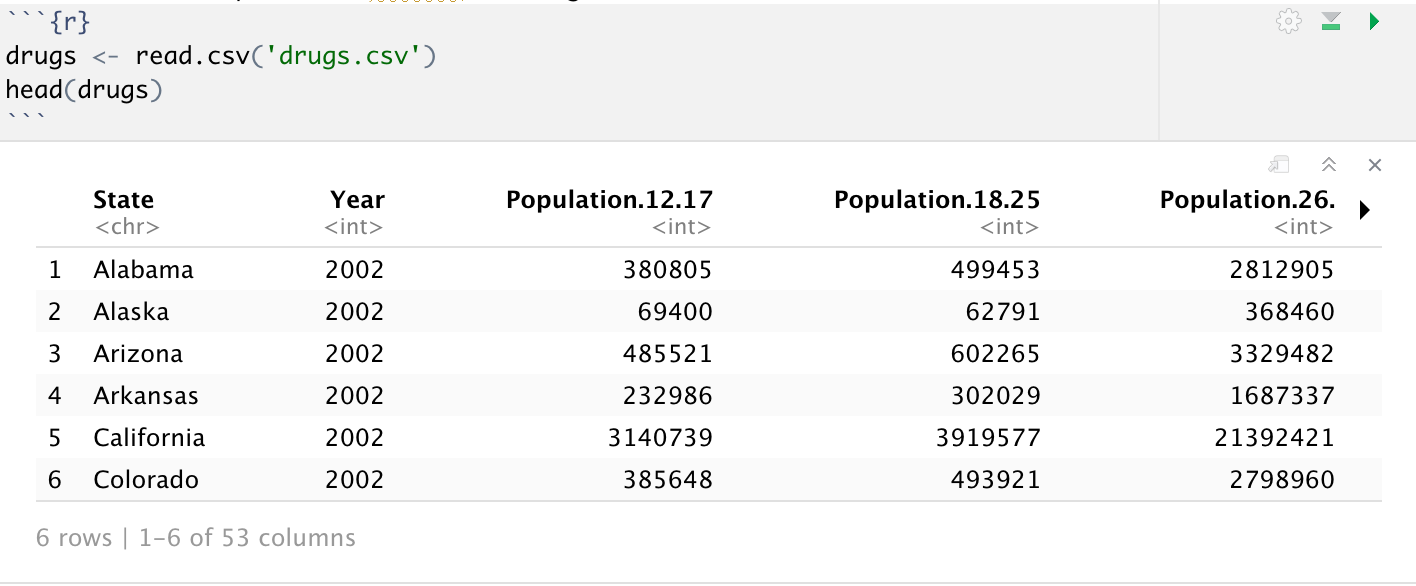 ```{r}
drugs <- read.csv('drugs.csv')
head(drugs)
```
State Year Population.12.17 Population.18.25 Population.26.
<chr> <int> <int> <int> <int>
1 Alabama 2002 380805 499453 2812905
2 Alaska 2002 69400 62791 368460
3 Arizona 2002 485521 602265 3329482
4 Arkansas 2002 232986 302029 1687337
5 California 2002 3140739 3919577 21392421
6 Colorado 2002 385648 493921 2798960
6 rows | 1-6 of 53 columns